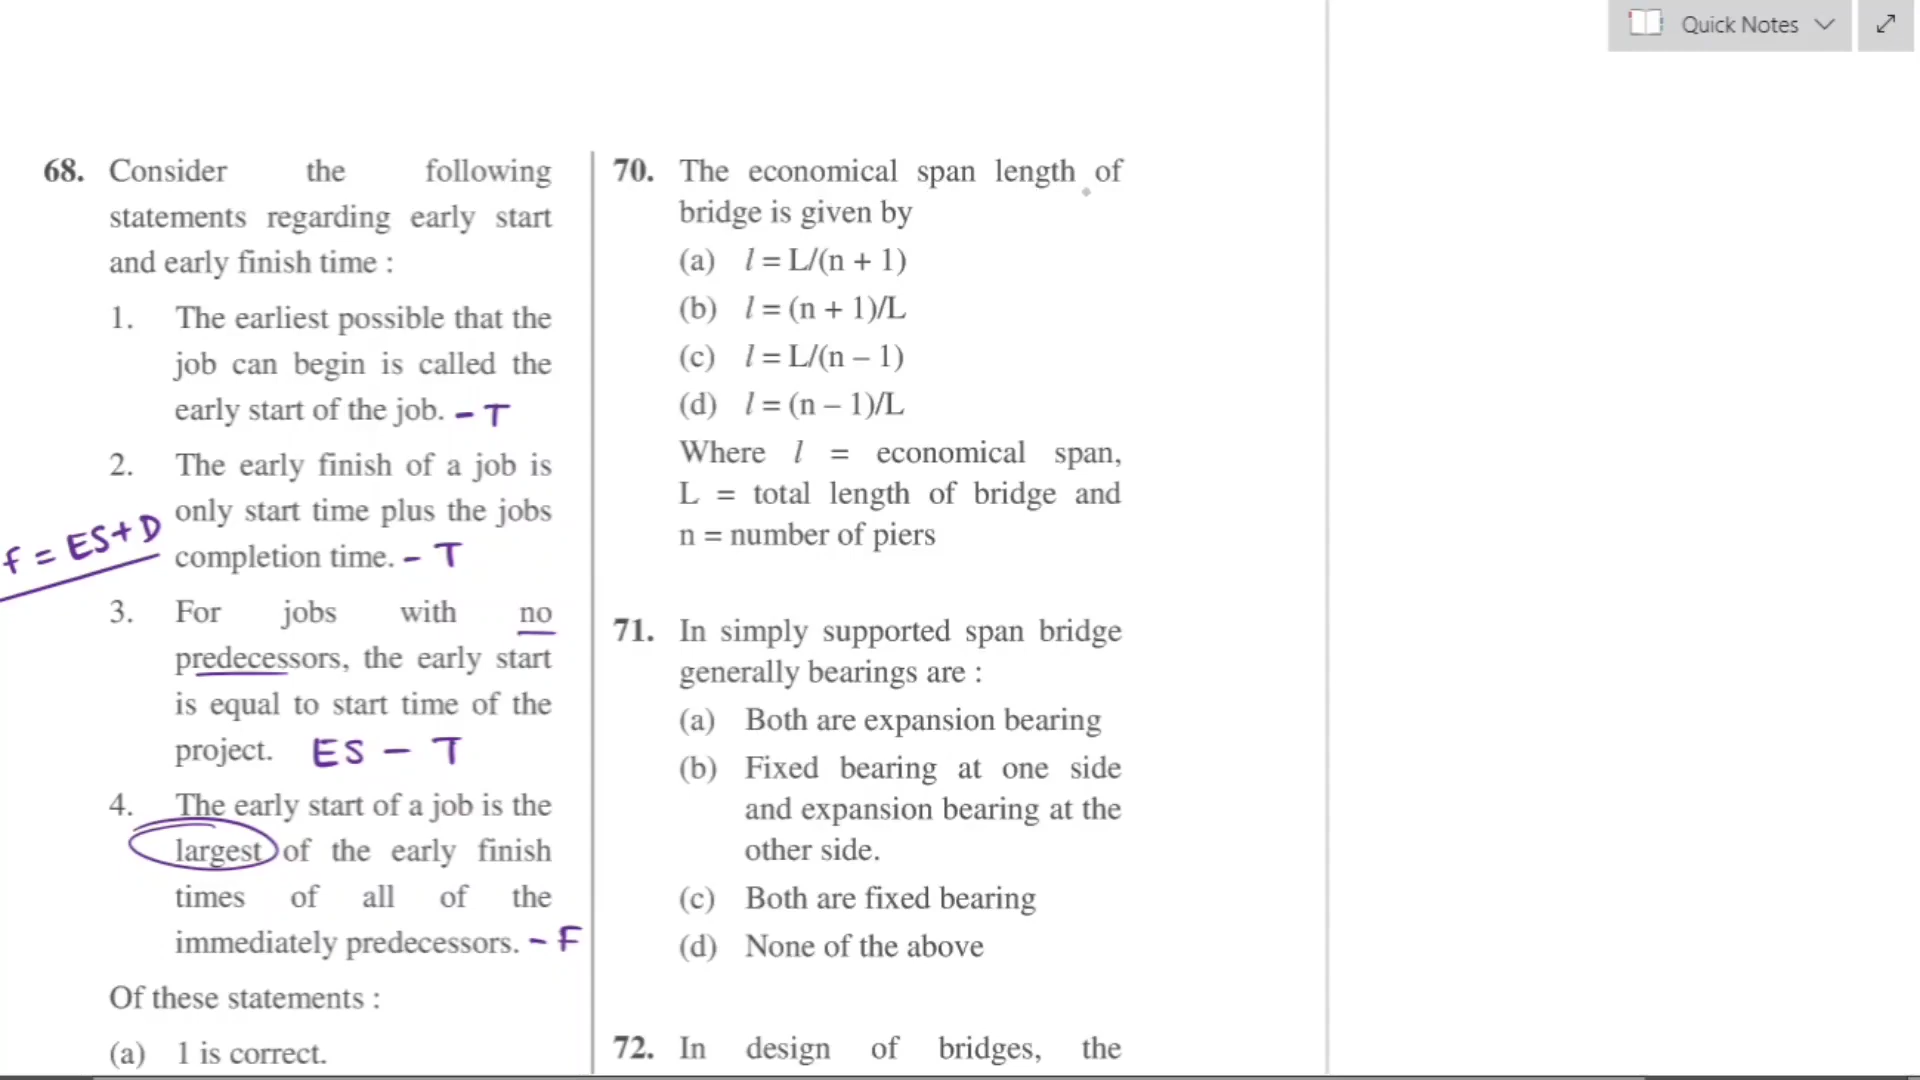 Quick Notes
68. Consider the following
statements regarding early start
and early finish time :
1. The earliest possible that the
job can begin is called the
early start of the job. - T
2. The early finish of a job is
only start time plus the jobs
completion time. - T
f = ES+D
3. For jobs with no
predecessors, the early start
is equal to start time of the
project. ES - T
4. The early start of a job is the
largest of the early finish
times of all of the
immediately predecessors. - F
Of these statements :
(a) 1 is correct.
70. The economical span length of
bridge is given by
(a) l = L/(n + 1)
(b) l = (n + 1)/L
(c) l = L/(n – 1)
(d) l = (n – 1)/L
Where l = economical span,
L = total length of bridge and
n = number of piers
71. In simply supported span bridge
generally bearings are :
(a) Both are expansion bearing
(b) Fixed bearing at one side
and expansion bearing at the
other side.
(c) Both are fixed bearing
(d) None of the above
72. In design of bridges, the